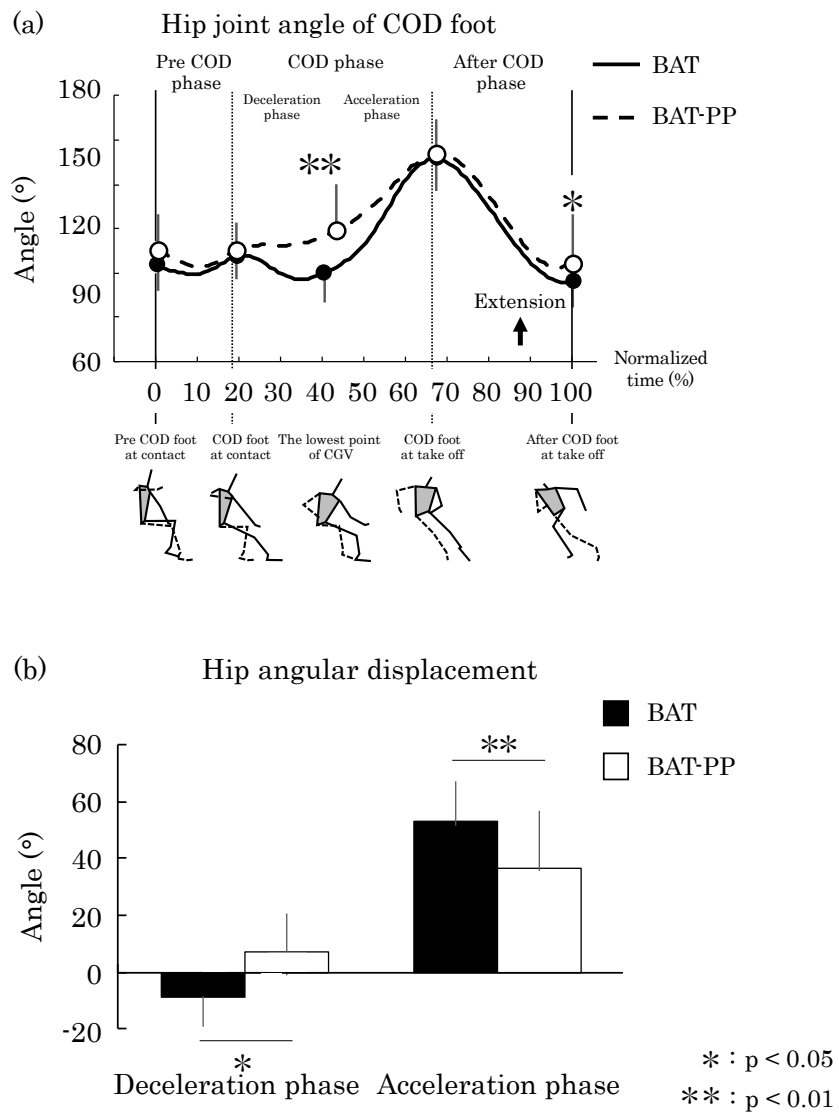 (a) Hip joint angle of COD foot
Pre COD phase
COD phase
After COD phase
Deceleration phase
Acceleration phase
BAT
BAT-PP
Angle (°)
180
150
120
90
60
**
*
Extension
0 10 20 30 40 50 60 70 80 90 100
Normalized time (%)
Pre COD foot at contact
COD foot at contact
The lowest point of CGV
COD foot at take off
After COD foot at take off
(b) Hip angular displacement
BAT
BAT-PP
Angle (°)
80
60
40
20
0
-20
**
*
Deceleration phase Acceleration phase
* : p < 0.05
** : p < 0.01